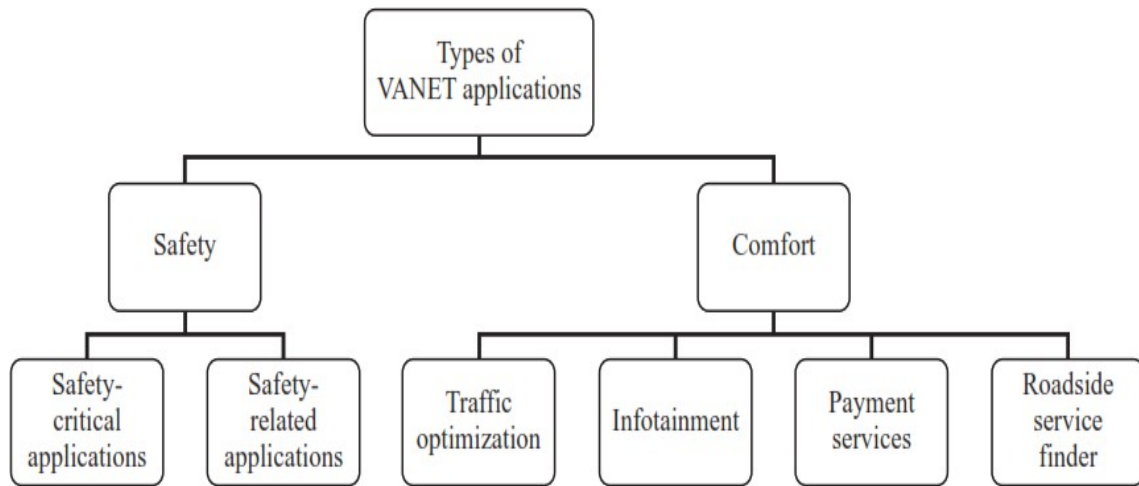 Types of
VANET applications
Safety
Comfort
Safety-
critical
applications
Safety-
related
applications
Traffic
optimization
Infotainment
Payment
services
Roadside
service
finder